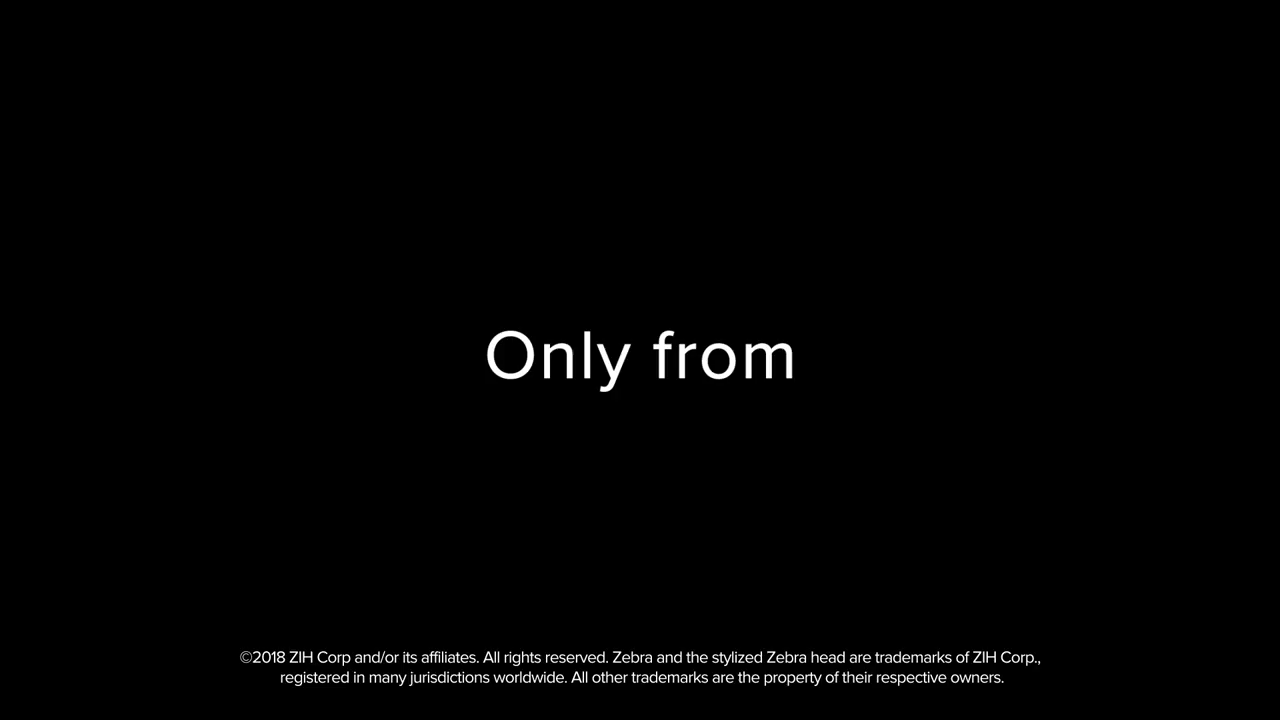 Only from
©2018 ZIH Corp and/or its affiliates. All rights reserved. Zebra and the stylized Zebra head are trademarks of ZIH Corp.,
registered in many jurisdictions worldwide. All other trademarks are the property of their respective owners.